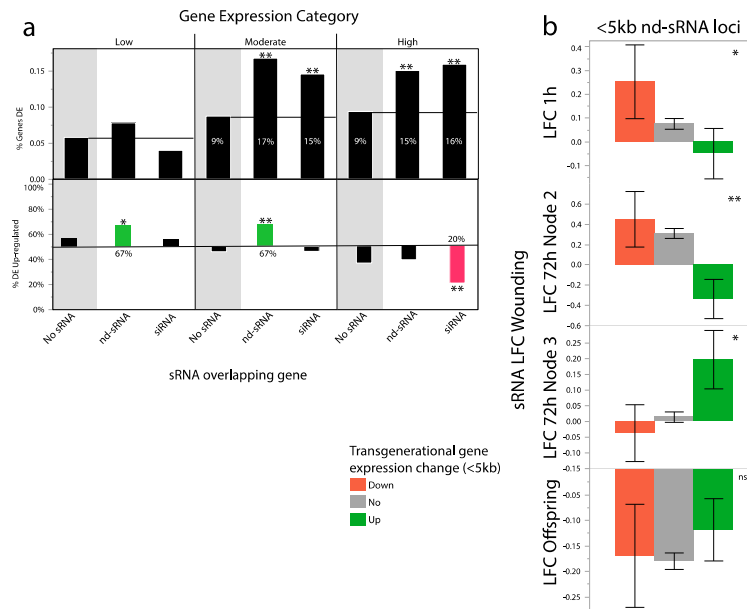 a
Gene Expression Category
Low
Moderate
High
% Genes DE
0.15
0.10
0.05
0.00
**
**
**
**
9%
17%
15%
9%
15%
16%
% DE Up-regulated
100%
80%
60%
40%
20%
0%
*
67%
**
67%
20%
**
No sRNA
nd-sRNA
siRNA
No sRNA
nd-sRNA
siRNA
No sRNA
nd-sRNA
siRNA
sRNA overlapping gene
Transgenerational gene
expression change (<5kb)
Down
No
Up
b
<5kb nd-sRNA loci
sRNA LFC Wounding
LFC 1h
0.4
0.3
0.2
0.1
0.0
-0.1
*
LFC 72h Node 2
0.6
0.4
0.2
0.0
-0.2
-0.4
-0.6
**
LFC 72h Node 3
0.20
0.15
0.10
0.05
0.00
-0.05
-0.10
-0.15
*
LFC Offspring
-0.05
-0.10
-0.15
-0.20
-0.25
ns